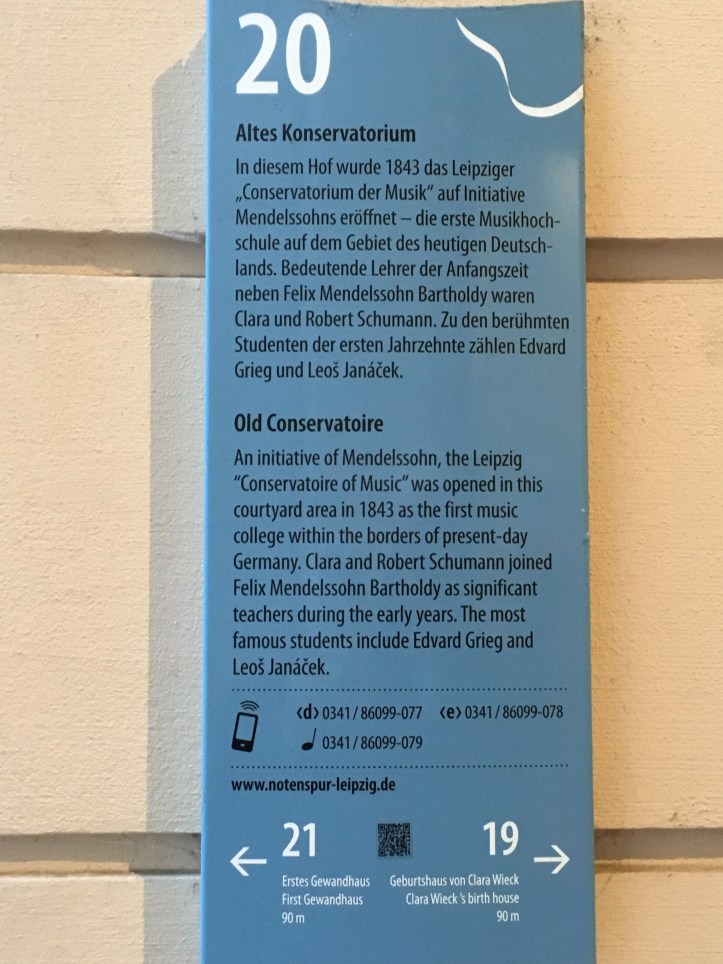 20
Altes Konservatorium
In diesem Hof wurde 1843 das Leipziger
„Conservatorium der Musik“ auf Initiative
Mendelssohns eröffnet – die erste Musikhoch-
schule auf dem Gebiet des heutigen Deutsch-
lands. Bedeutende Lehrer der Anfangszeit
neben Felix Mendelssohn Bartholdy waren
Clara und Robert Schumann. Zu den berühmten
Studenten der ersten Jahrzehnte zählen Edvard
Grieg und Leoš Janáček.
Old Conservatoire
An initiative of Mendelssohn, the Leipzig
“Conservatoire of Music” was opened in this
courtyard area in 1843 as the first music
college within the borders of present-day
Germany. Clara and Robert Schumann joined
Felix Mendelssohn Bartholdy as significant
teachers during the early years. The most
famous students include Edvard Grieg and
Leoš Janáček.
‹d› 0341 / 86099-077 ‹e› 0341 / 86099-078
0341 / 86099-079
www.notenspur-leipzig.de
← 21
Erstes Gewandhaus
First Gewandhaus
90 m
19 →
Geburtshaus von Clara Wieck
Clara Wieck ‘s birth house
90 m